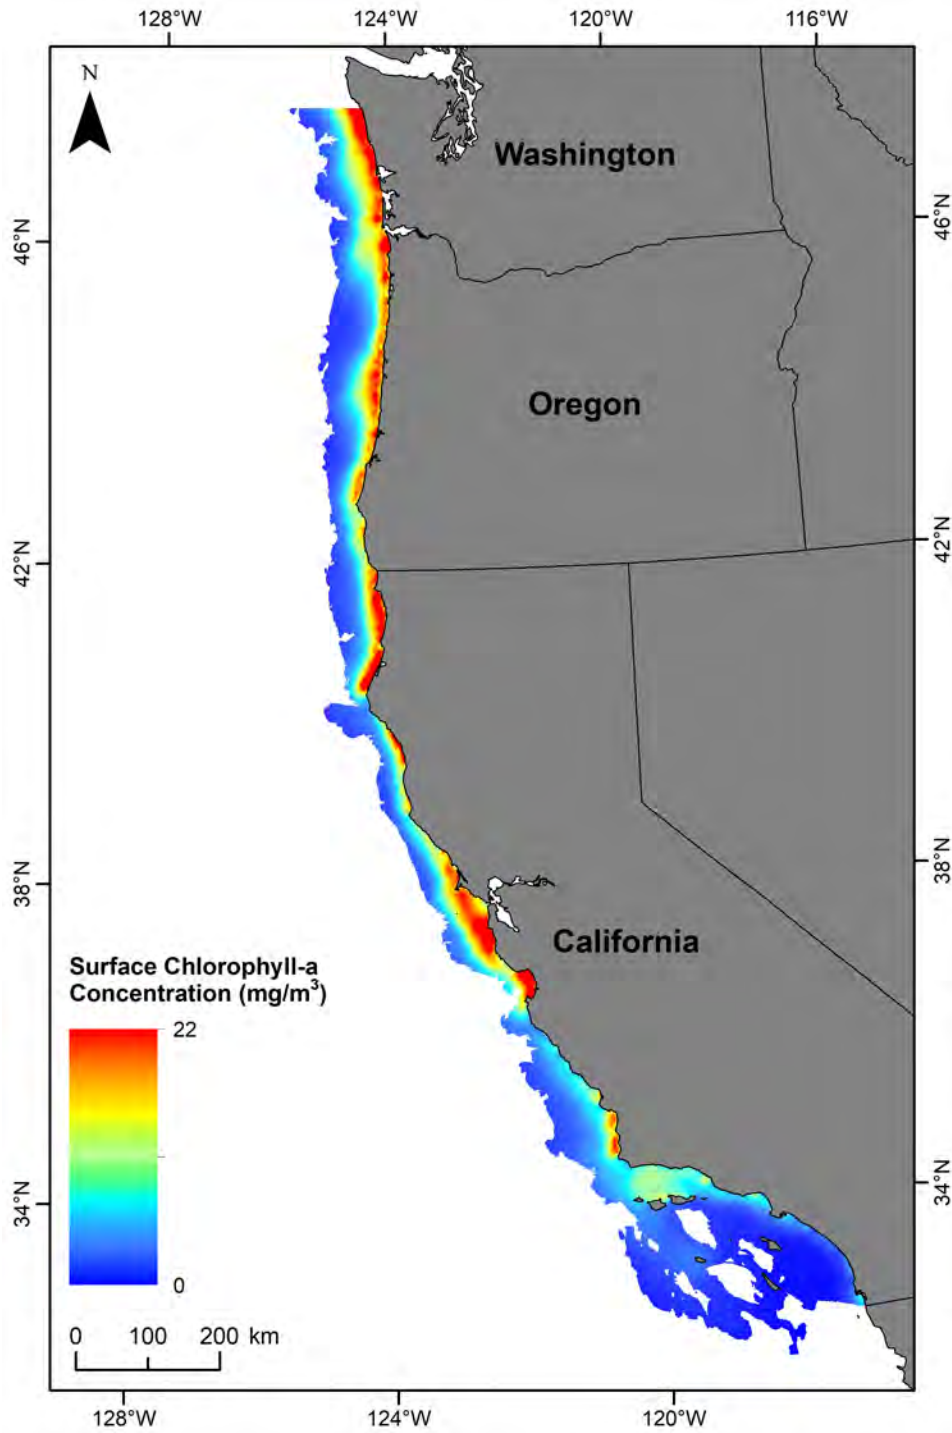 128°W 124°W 120°W 116°W
N
Washington
46°N 46°N
Oregon
42°N 42°N
38°N 38°N
California
Surface Chlorophyll-a
Concentration (mg/m³)
22
34°N 34°N
0
0 100 200 km
128°W 124°W 120°W